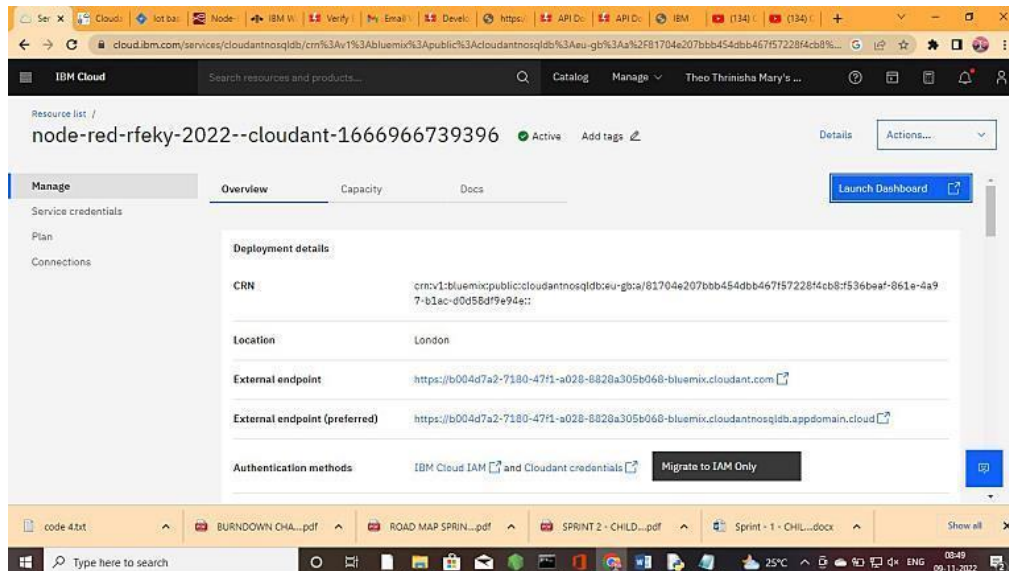 Ser
Cloud:
Iot ba:
Node-
IBM W
Verify
My
Email
Develo
https:/
API Do
API Do
IBM
(134) (
(134) (
cloud.ibm.com/services/cloudantnosqldb/crn%3Av1%3Abluemix%3Apublic%3Acloudantnosqldb%3Aeu-gb%3Aa%2F81704e207bbb454dbb467f57228f4cb8%...
IBM Cloud
Search resources and products...
Catalog
Manage
Theo Thrinisha Mary's ...
Resource list /
node-red-rfeky-2022--cloudant-1666966739396
Active
Add tags
Details
Actions...
Manage
Service credentials
Plan
Connections
Overview
Capacity
Docs
Launch Dashboard
Deployment details
CRN
crn:v1:bluemix:public:cloudantnosqldb:eu-gb:a/81704e207bbb454dbb467f57228f4cb8:f536beaf-861e-4a9
7-b1ac-d0d58df9e94e::
Location
London
External endpoint
https://b004d7a2-7180-47f1-a028-8828a305b068-bluemix.cloudant.com
External endpoint (preferred)
https://b004d7a2-7180-47f1-a028-8828a305b068-bluemix.cloudantnosqldb.appdomain.cloud
Authentication methods
IBM Cloud IAM and Cloudant credentials
Migrate to IAM Only
code 4.txt
BURNDOWN CHA....pdf
ROAD MAP SPRIN....pdf
SPRINT 2 - CHILD....pdf
Sprint - 1 - CHIL....docx
Show all
Type here to search
25°C
ENG
08:49
09-11-2022